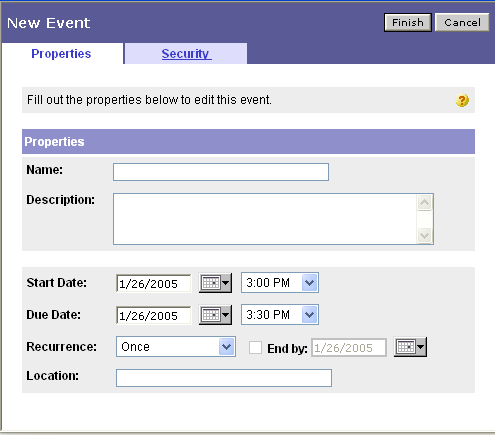 New Event
Finish Cancel
Properties Security
Fill out the properties below to edit this event.
Properties
Name:
Description:
Start Date: 1/26/2005 3:00 PM
Due Date: 1/26/2005 3:30 PM
Recurrence: Once End by: 1/26/2005
Location: